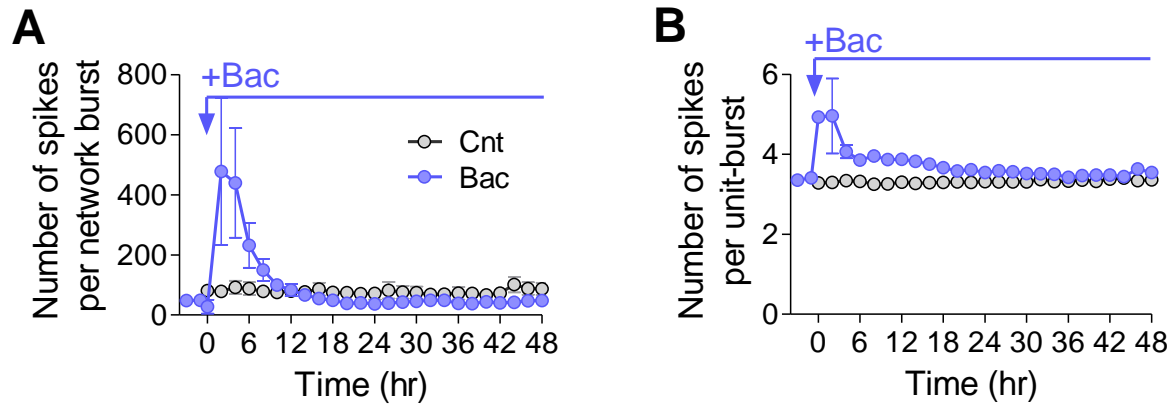 A
Number of spikes
per network burst
800
600
400
200
0
+Bac
Cnt
Bac
0 6 12 18 24 30 36 42 48
Time (hr)
B
Number of spikes
per unit-burst
6
4
2
0
+Bac
0 6 12 18 24 30 36 42 48
Time (hr)